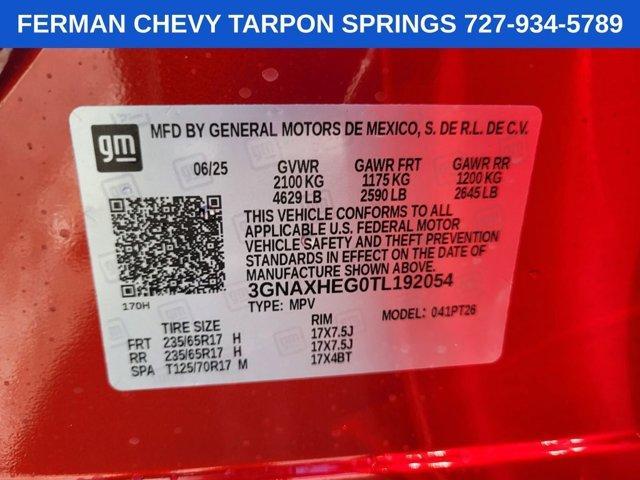 FERMAN CHEVY TARPON SPRINGS 727-934-5789
gm
MFD BY GENERAL MOTORS DE MEXICO, S. DE R.L. DE C.V.
06/25 GVWR GAWR FRT GAWR RR
2100 KG 1175 KG 1200 KG
4629 LB 2590 LB 2645 LB
THIS VEHICLE CONFORMS TO ALL
APPLICABLE U.S. FEDERAL MOTOR
VEHICLE SAFETY AND THEFT PREVENTION
STANDARDS IN EFFECT ON THE DATE
OF MANUFACTURE SHOWN ABOVE.
3GNAXHEG0TL192054
170H TYPE: MPV MODEL: 041PT26
TIRE SIZE RIM
FRT 235/65R17 H 17X7.5J
RR 235/65R17 H 17X7.5J
SPA T125/70R17 M 17X4BT